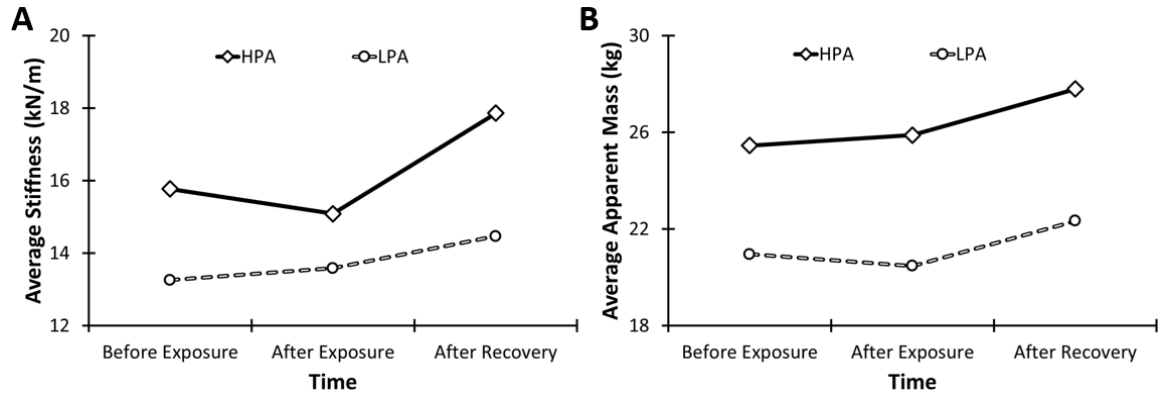 A
Average Stiffness (kN/m)
20
18
16
14
12
HPA
LPA
Before Exposure
After Exposure
After Recovery
Time
B
Average Apparent Mass (kg)
30
26
22
18
HPA
LPA
Before Exposure
After Exposure
After Recovery
Time